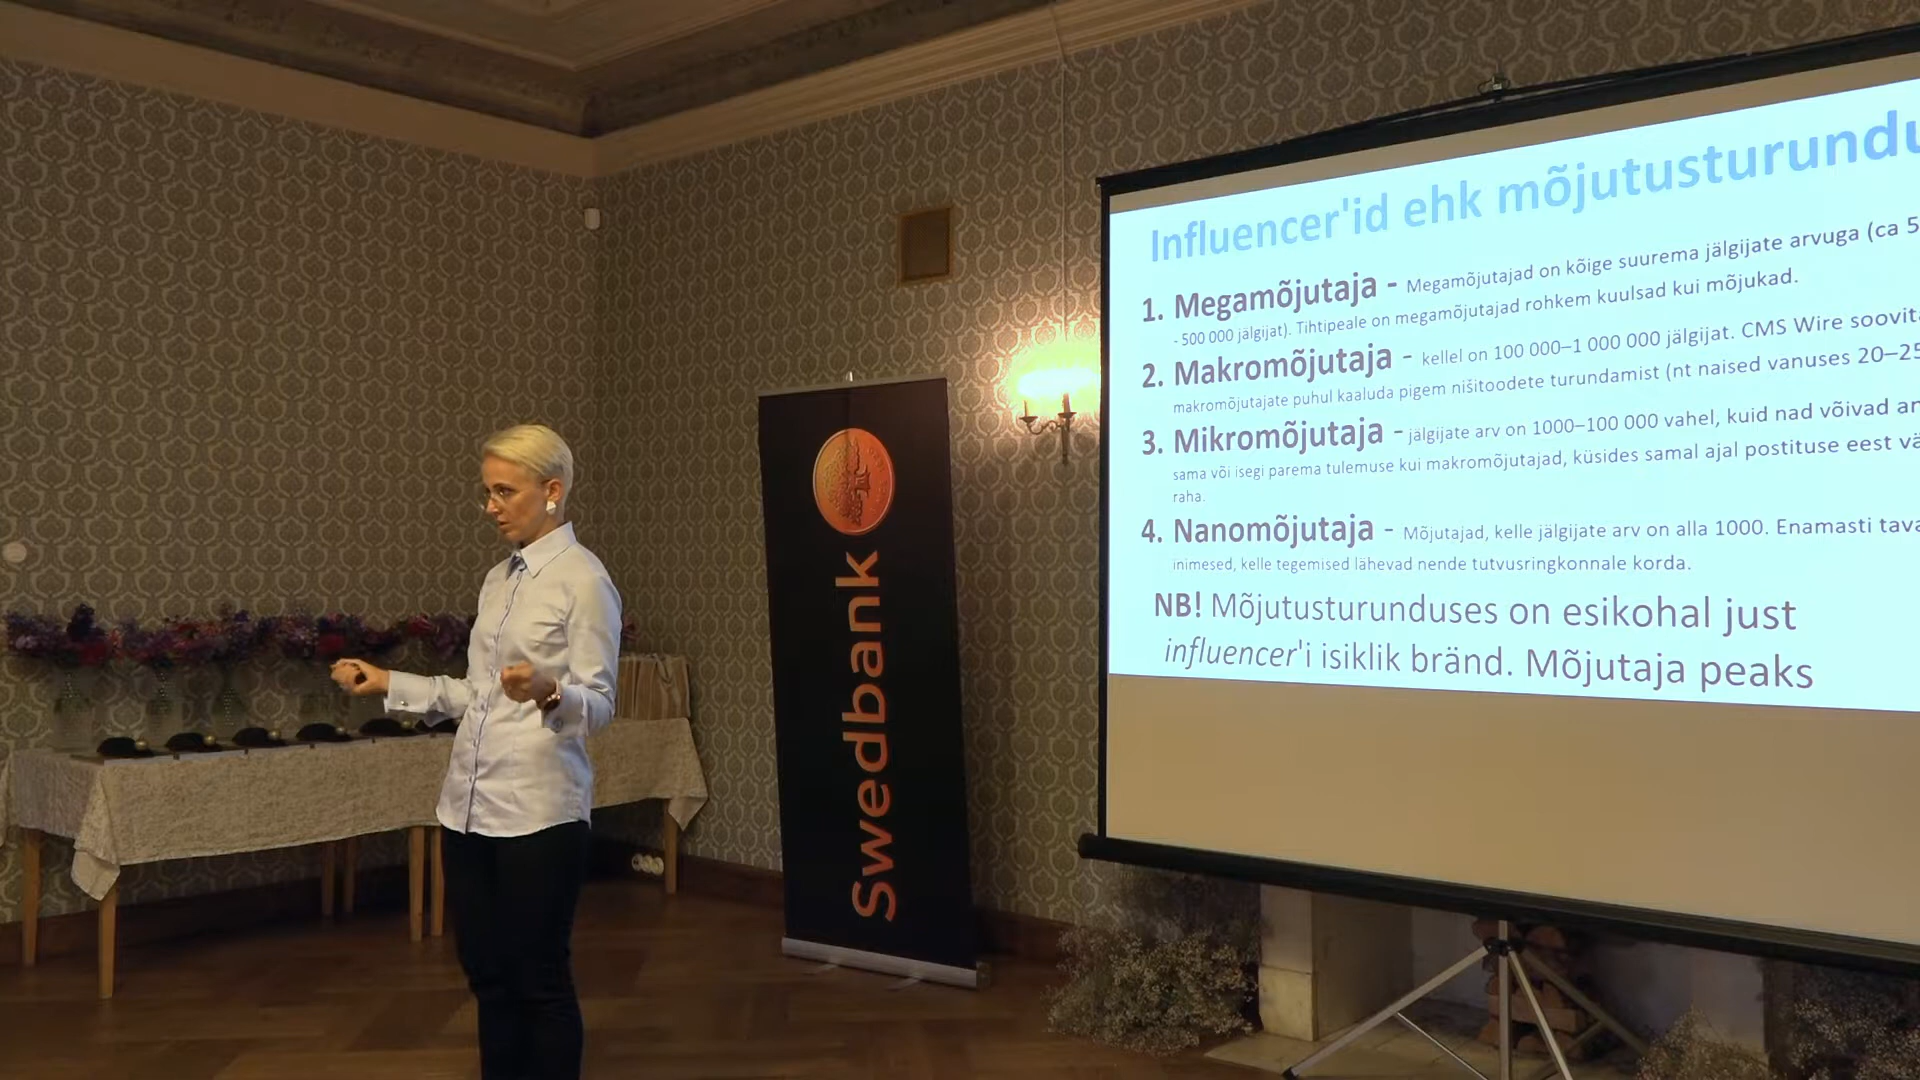 Swedbank
Influencer'id ehk mõjutusturundu
1. Megamõjutaja - Megamõjutajad on kõige suurema jälgijate arvuga (ca 5
- 500 000 jälgijat). Tihtipeale on megamõjutajad rohkem kuulsad kui mõjukad.
2. Makromõjutaja - kellel on 100 000–1 000 000 jälgijat. CMS Wire soovita
makromõjutajate puhul kaaluda pigem nišitoodete turundamist (nt naised vanuses 20–25
3. Mikromõjutaja - jälgijate arv on 1000–100 000 vahel, kuid nad võivad an
sama või isegi parema tulemuse kui makromõjutajad, küsides samal ajal postituse eest vä
raha.
4. Nanomõjutaja - Mõjutajad, kelle jälgijate arv on alla 1000. Enamasti tava
inimesed, kelle tegemised lähevad nende tutvusringkonnale korda.
NB! Mõjutusturunduses on esikohal just
influencer'i isiklik bränd. Mõjutaja peaks